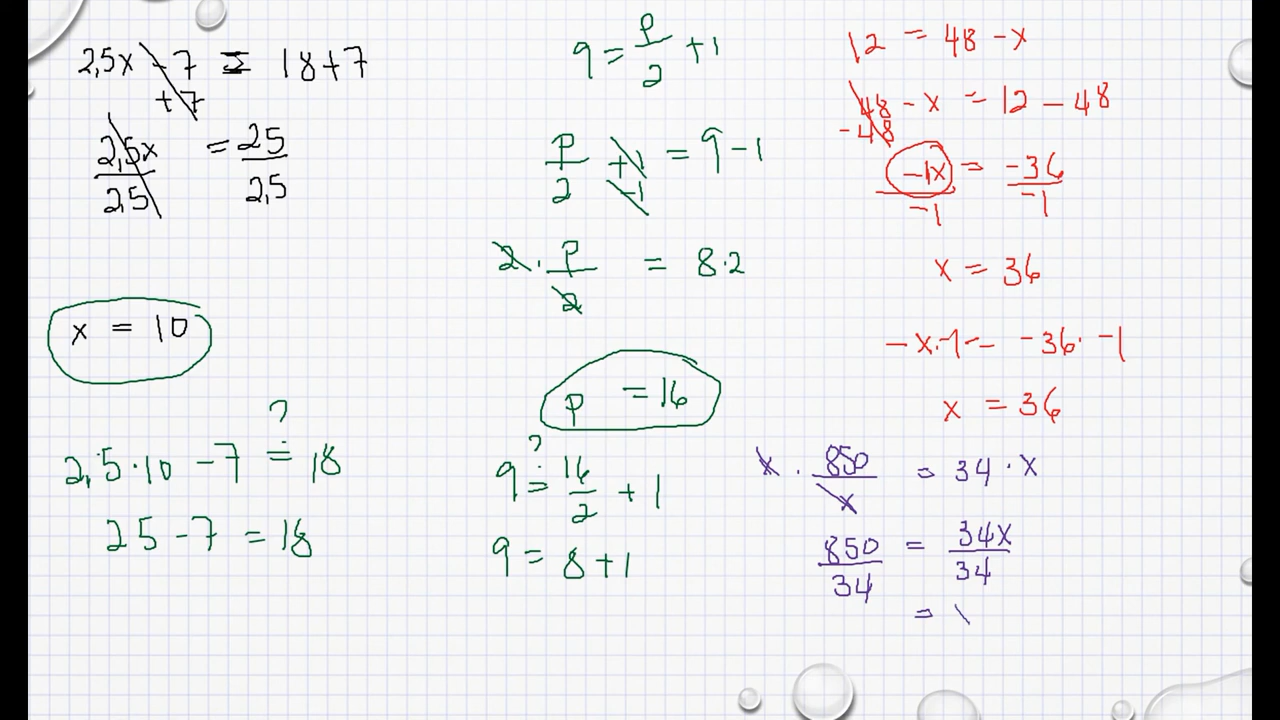 2,5x - 7 = 18 + 7
+ 7
2,5x = 25
2,5 2,5
x = 10
?
2,5 · 10 - 7 = 18
25 - 7 = 18
9 = p/2 + 1
p/2 + 1 = 9 - 1
- 1
2 · p/2 = 8 · 2
p = 16
?
9 = 16/2 + 1
9 = 8 + 1
12 = 48 - x
48 - x = 12 - 48
- 48
-1x = -36
-1 -1
x = 36
-x · -1 = -36 · -1
x = 36
x · 850/x = 34 · x
850 = 34x
34 34
=